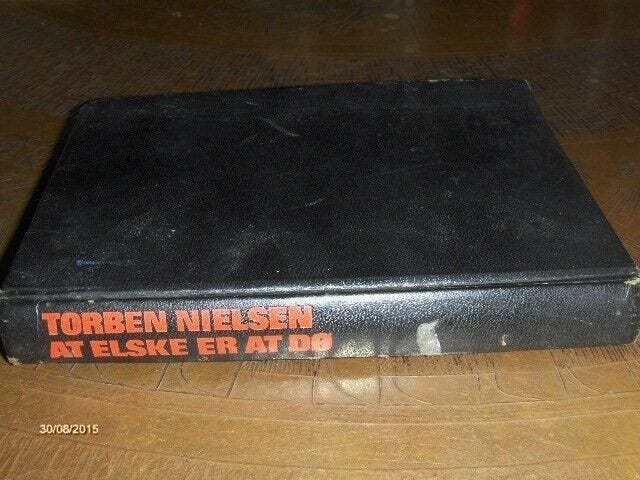 TORBEN NIELSEN
AT ELSKE ER AT DØ
30/08/2015